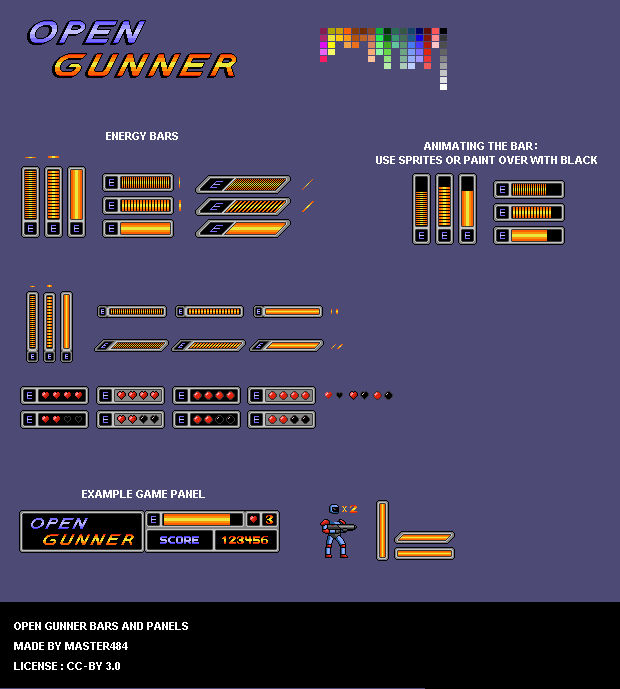 OPEN
GUNNER
ENERGY BARS
ANIMATING THE BAR:
USE SPRITES OR PAINT OVER WITH BLACK
E E E
E
E
E
E
E
E
E E E
E
E
E
E E E
E E E
E E E
E E E E
E E E E
EXAMPLE GAME PANEL
OPEN
GUNNER
E
3
SCORE
123456
C X 2
OPEN GUNNER BARS AND PANELS
MADE BY MASTER484
LICENSE : CC-BY 3.0